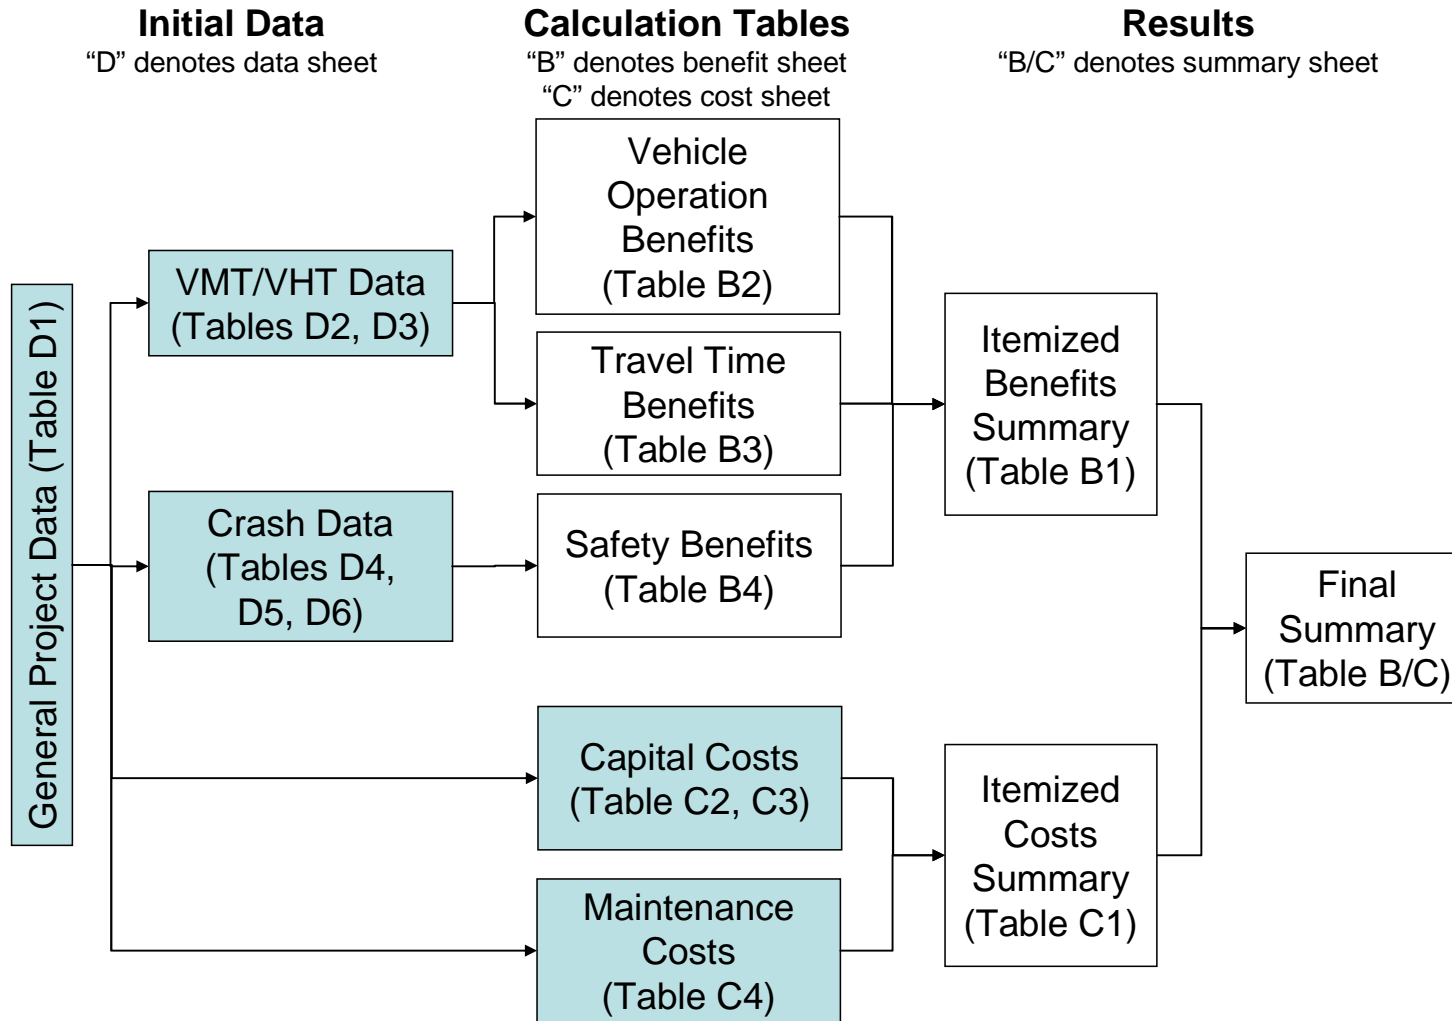 Initial Data
“D” denotes data sheet
Calculation Tables
“B” denotes benefit sheet
“C” denotes cost sheet
Results
“B/C” denotes summary sheet
General Project Data (Table D1)
VMT/VHT Data
(Tables D2, D3)
Crash Data
(Tables D4,
D5, D6)
Vehicle
Operation
Benefits
(Table B2)
Travel Time
Benefits
(Table B3)
Safety Benefits
(Table B4)
Capital Costs
(Table C2, C3)
Maintenance
Costs
(Table C4)
Itemized
Benefits
Summary
(Table B1)
Itemized
Costs
Summary
(Table C1)
Final
Summary
(Table B/C)